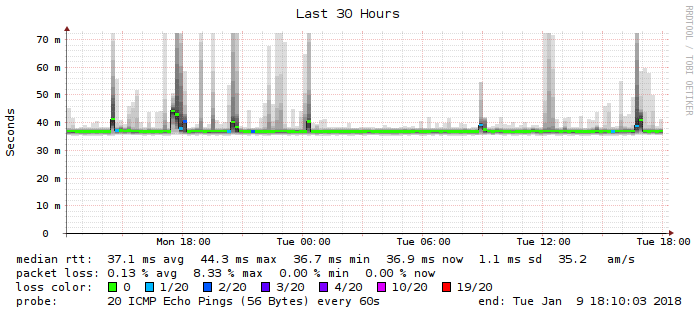 Last 30 Hours
RRDTOOL / TOBI OETIKER
Seconds
70 m
60 m
50 m
40 m
30 m
20 m
10 m
0
Mon 18:00 Tue 00:00 Tue 06:00 Tue 12:00 Tue 18:00
median rtt: 37.1 ms avg 44.3 ms max 36.7 ms min 36.9 ms now 1.1 ms sd 35.2 am/s
packet loss: 0.13 % avg 8.33 % max 0.00 % min 0.00 % now
loss color: 0 1/20 2/20 3/20 4/20 10/20 19/20
probe: 20 ICMP Echo Pings (56 Bytes) every 60s end: Tue Jan 9 18:10:03 2018